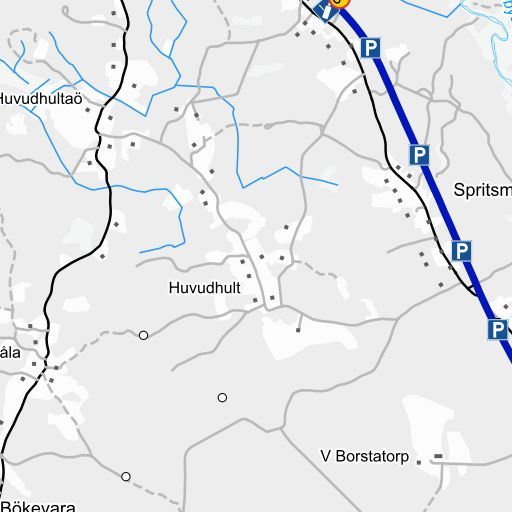 P
Huvudhultaö
P
Spritsm
P
Huvudhult
P
åla
V Borstatorp
Bökevara